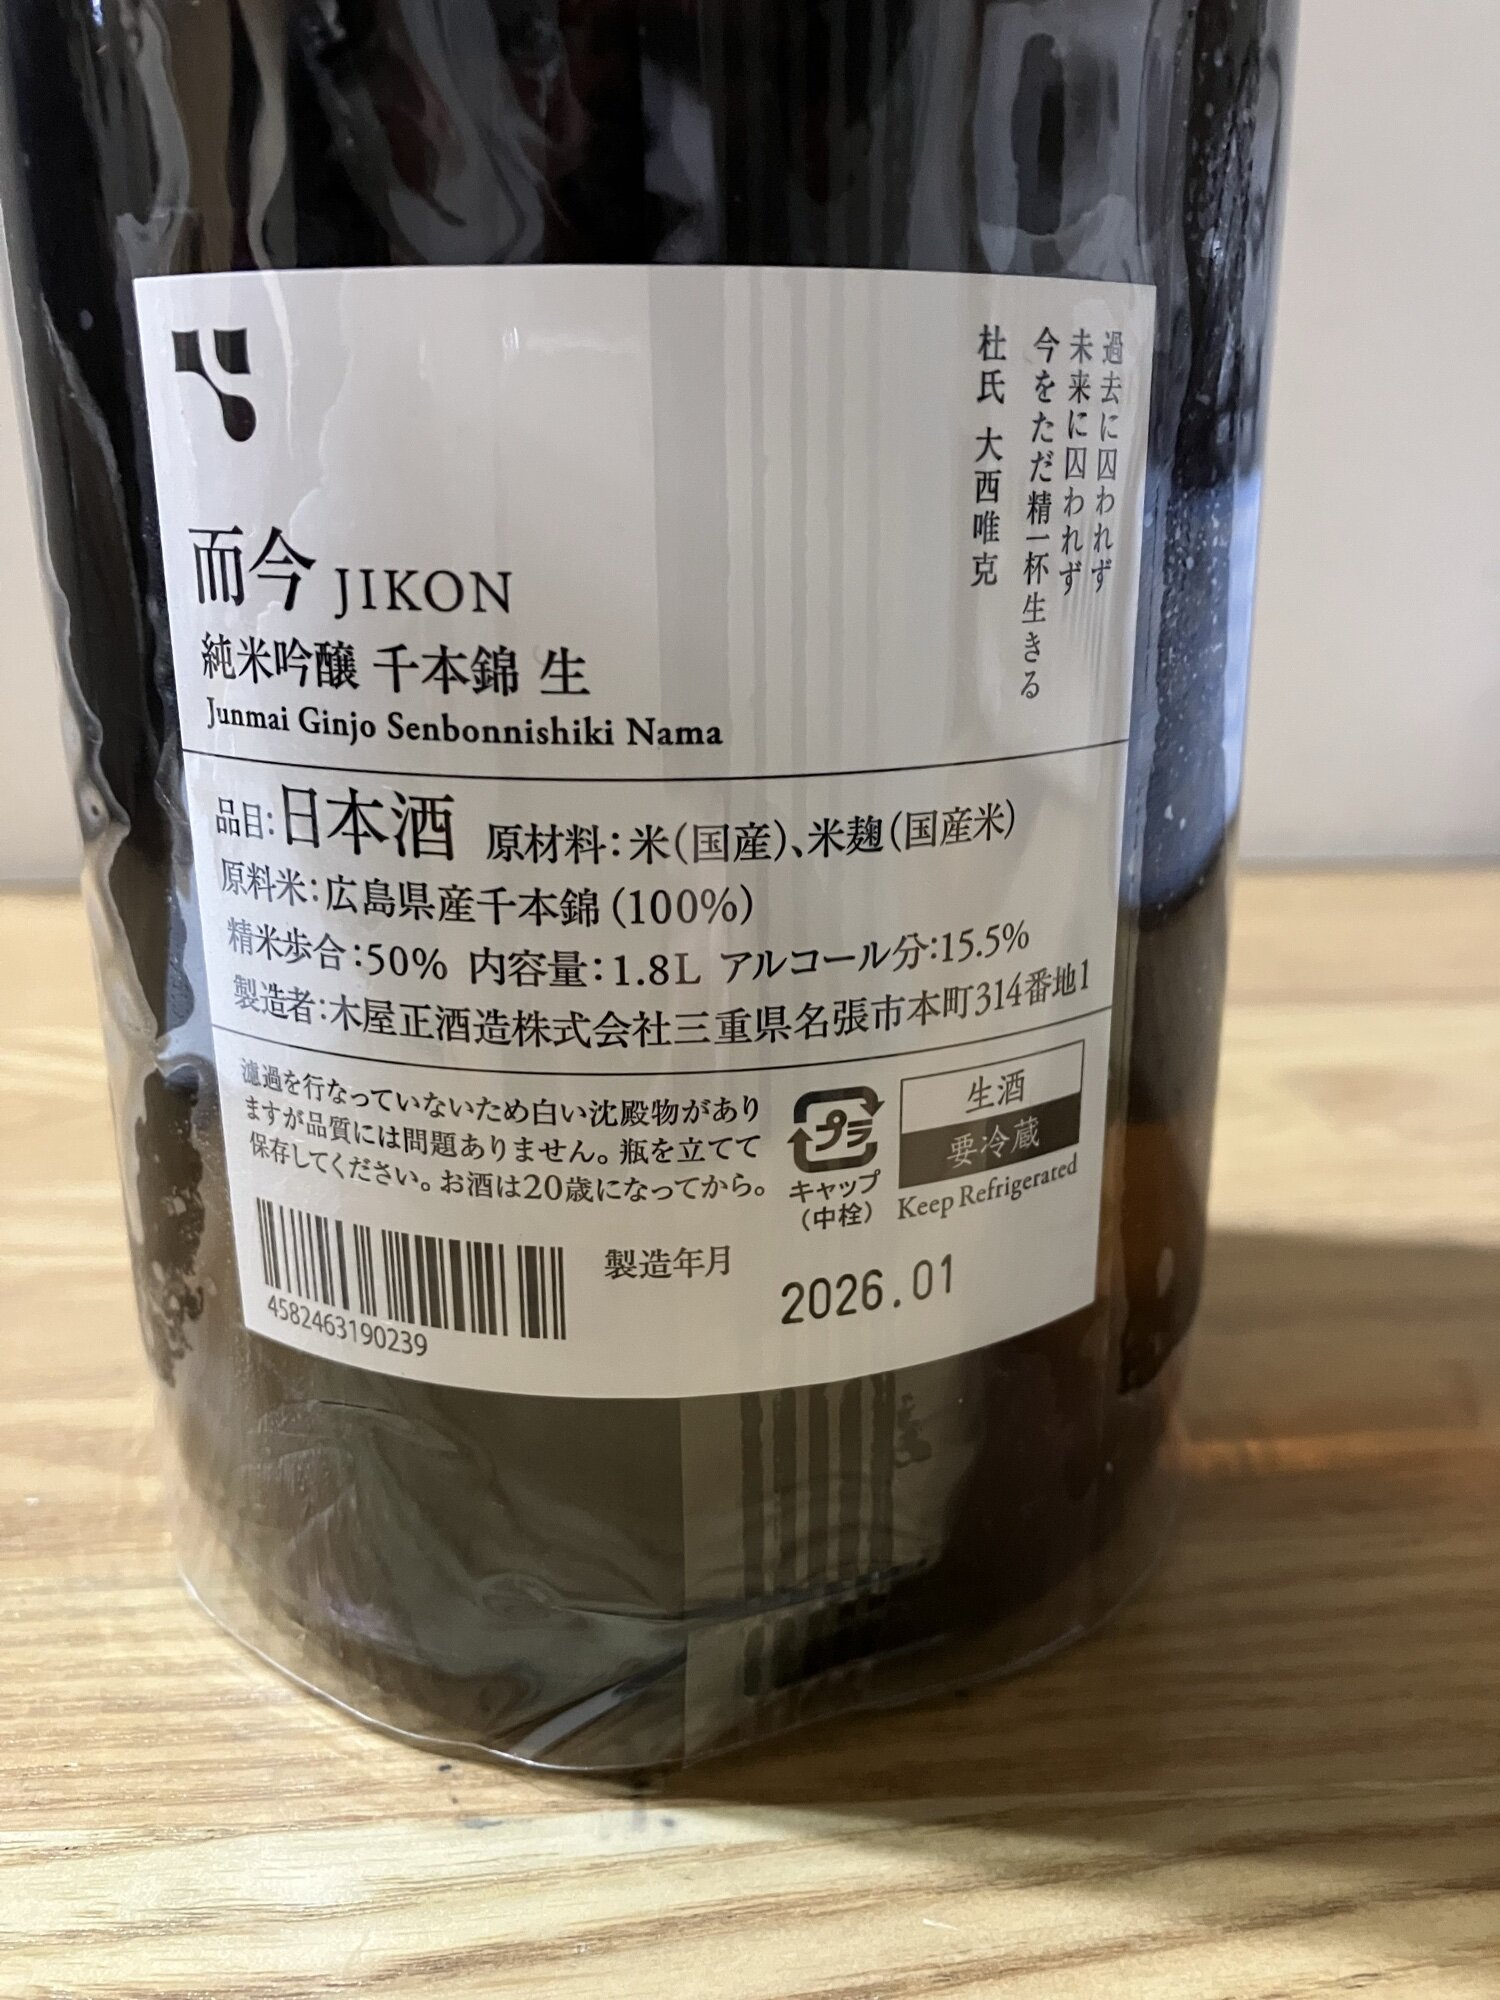 過去に囚われず
未来に囚われず
今をただ精一杯生きる
杜氏 大西唯克
而今 JIKON
純米吟醸 千本錦 生
Junmai Ginjo Senbonnishiki Nama
品目:日本酒 原材料:米(国産)、米麹(国産米)
原料米:広島県産千本錦(100%)
精米歩合:50% 内容量:1.8L アルコール分:15.5%
製造者:木屋正酒造株式会社三重県名張市本町314番地1
濾過を行なっていないため白い沈殿物があり
ますが品質には問題ありません。瓶を立てて
保存してください。お酒は20歳になってから。
プラ
キャップ
(中栓)
生酒
要冷蔵
Keep Refrigerated
4582463190239
製造年月
2026.01